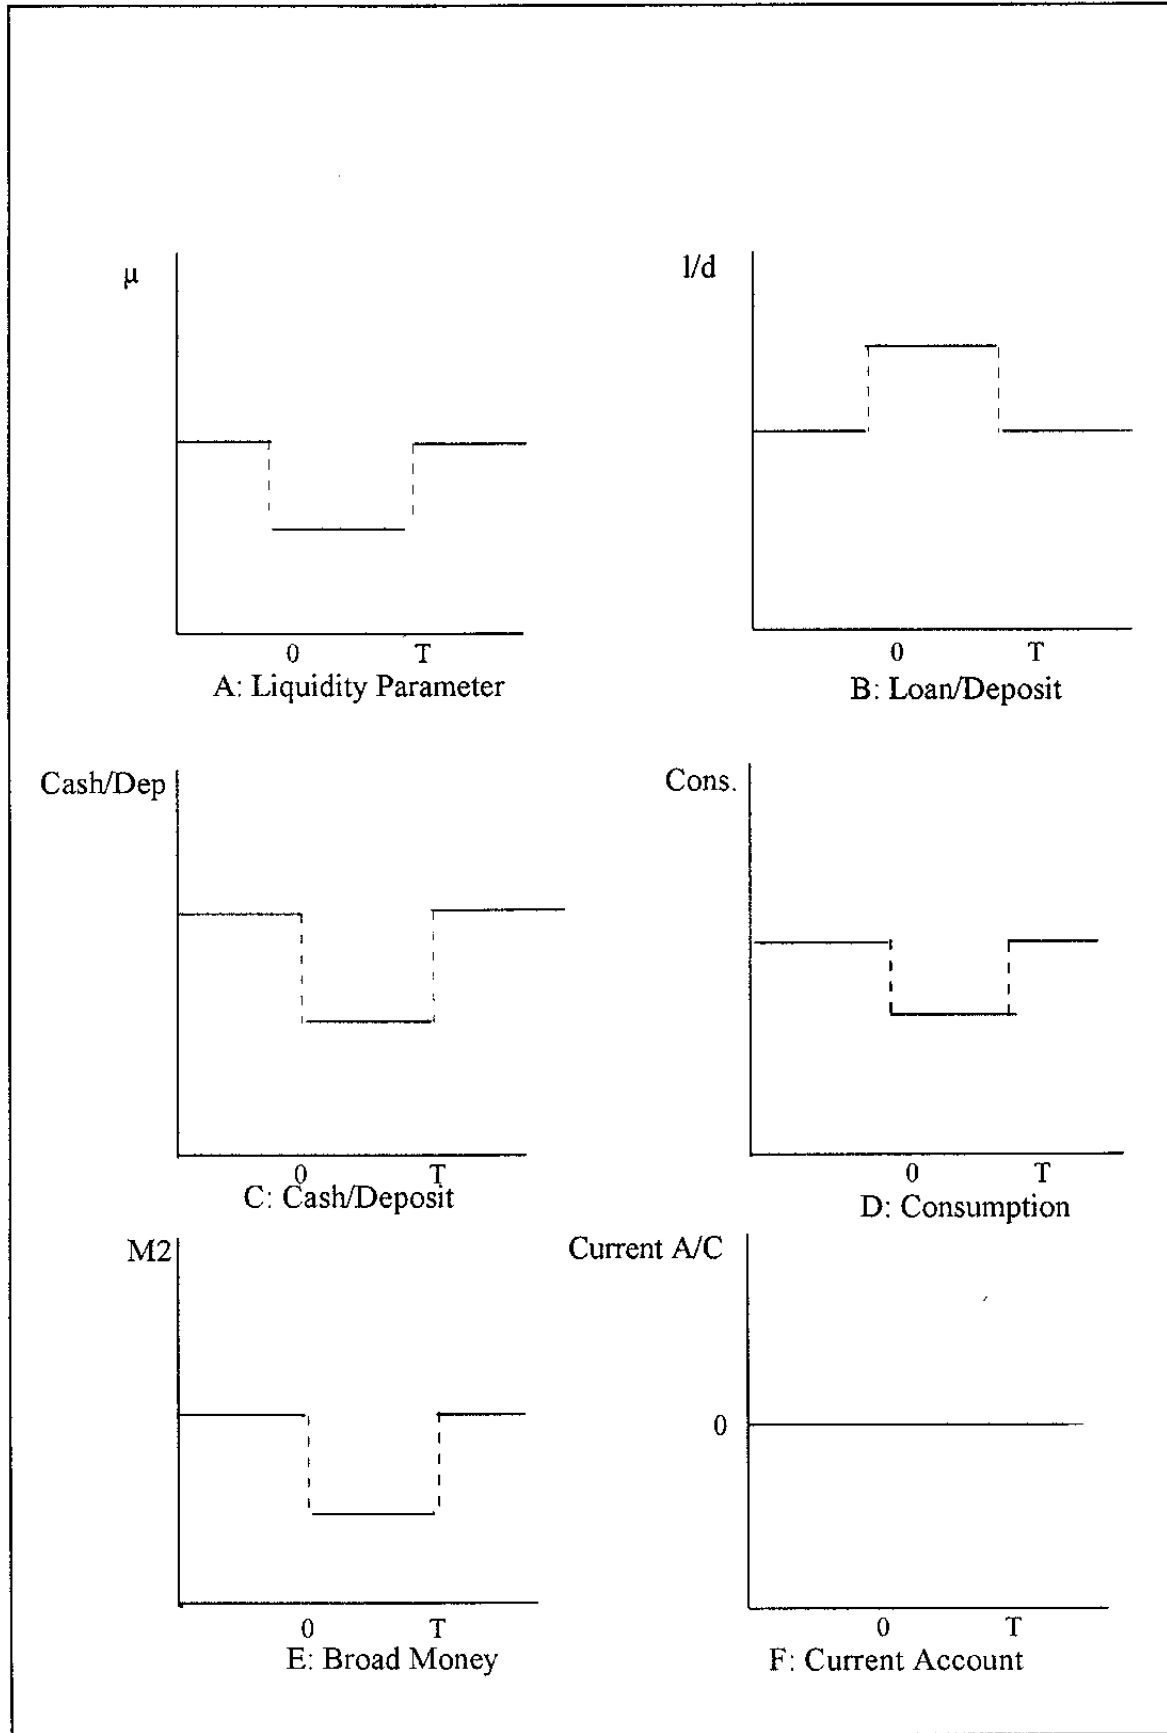 μ
l/d
0 T
A: Liquidity Parameter
0 T
B: Loan/Deposit
Cash/Dep
Cons.
0 T
C: Cash/Deposit
0 T
D: Consumption
M2
Current A/C
0
0 T
E: Broad Money
0 T
F: Current Account